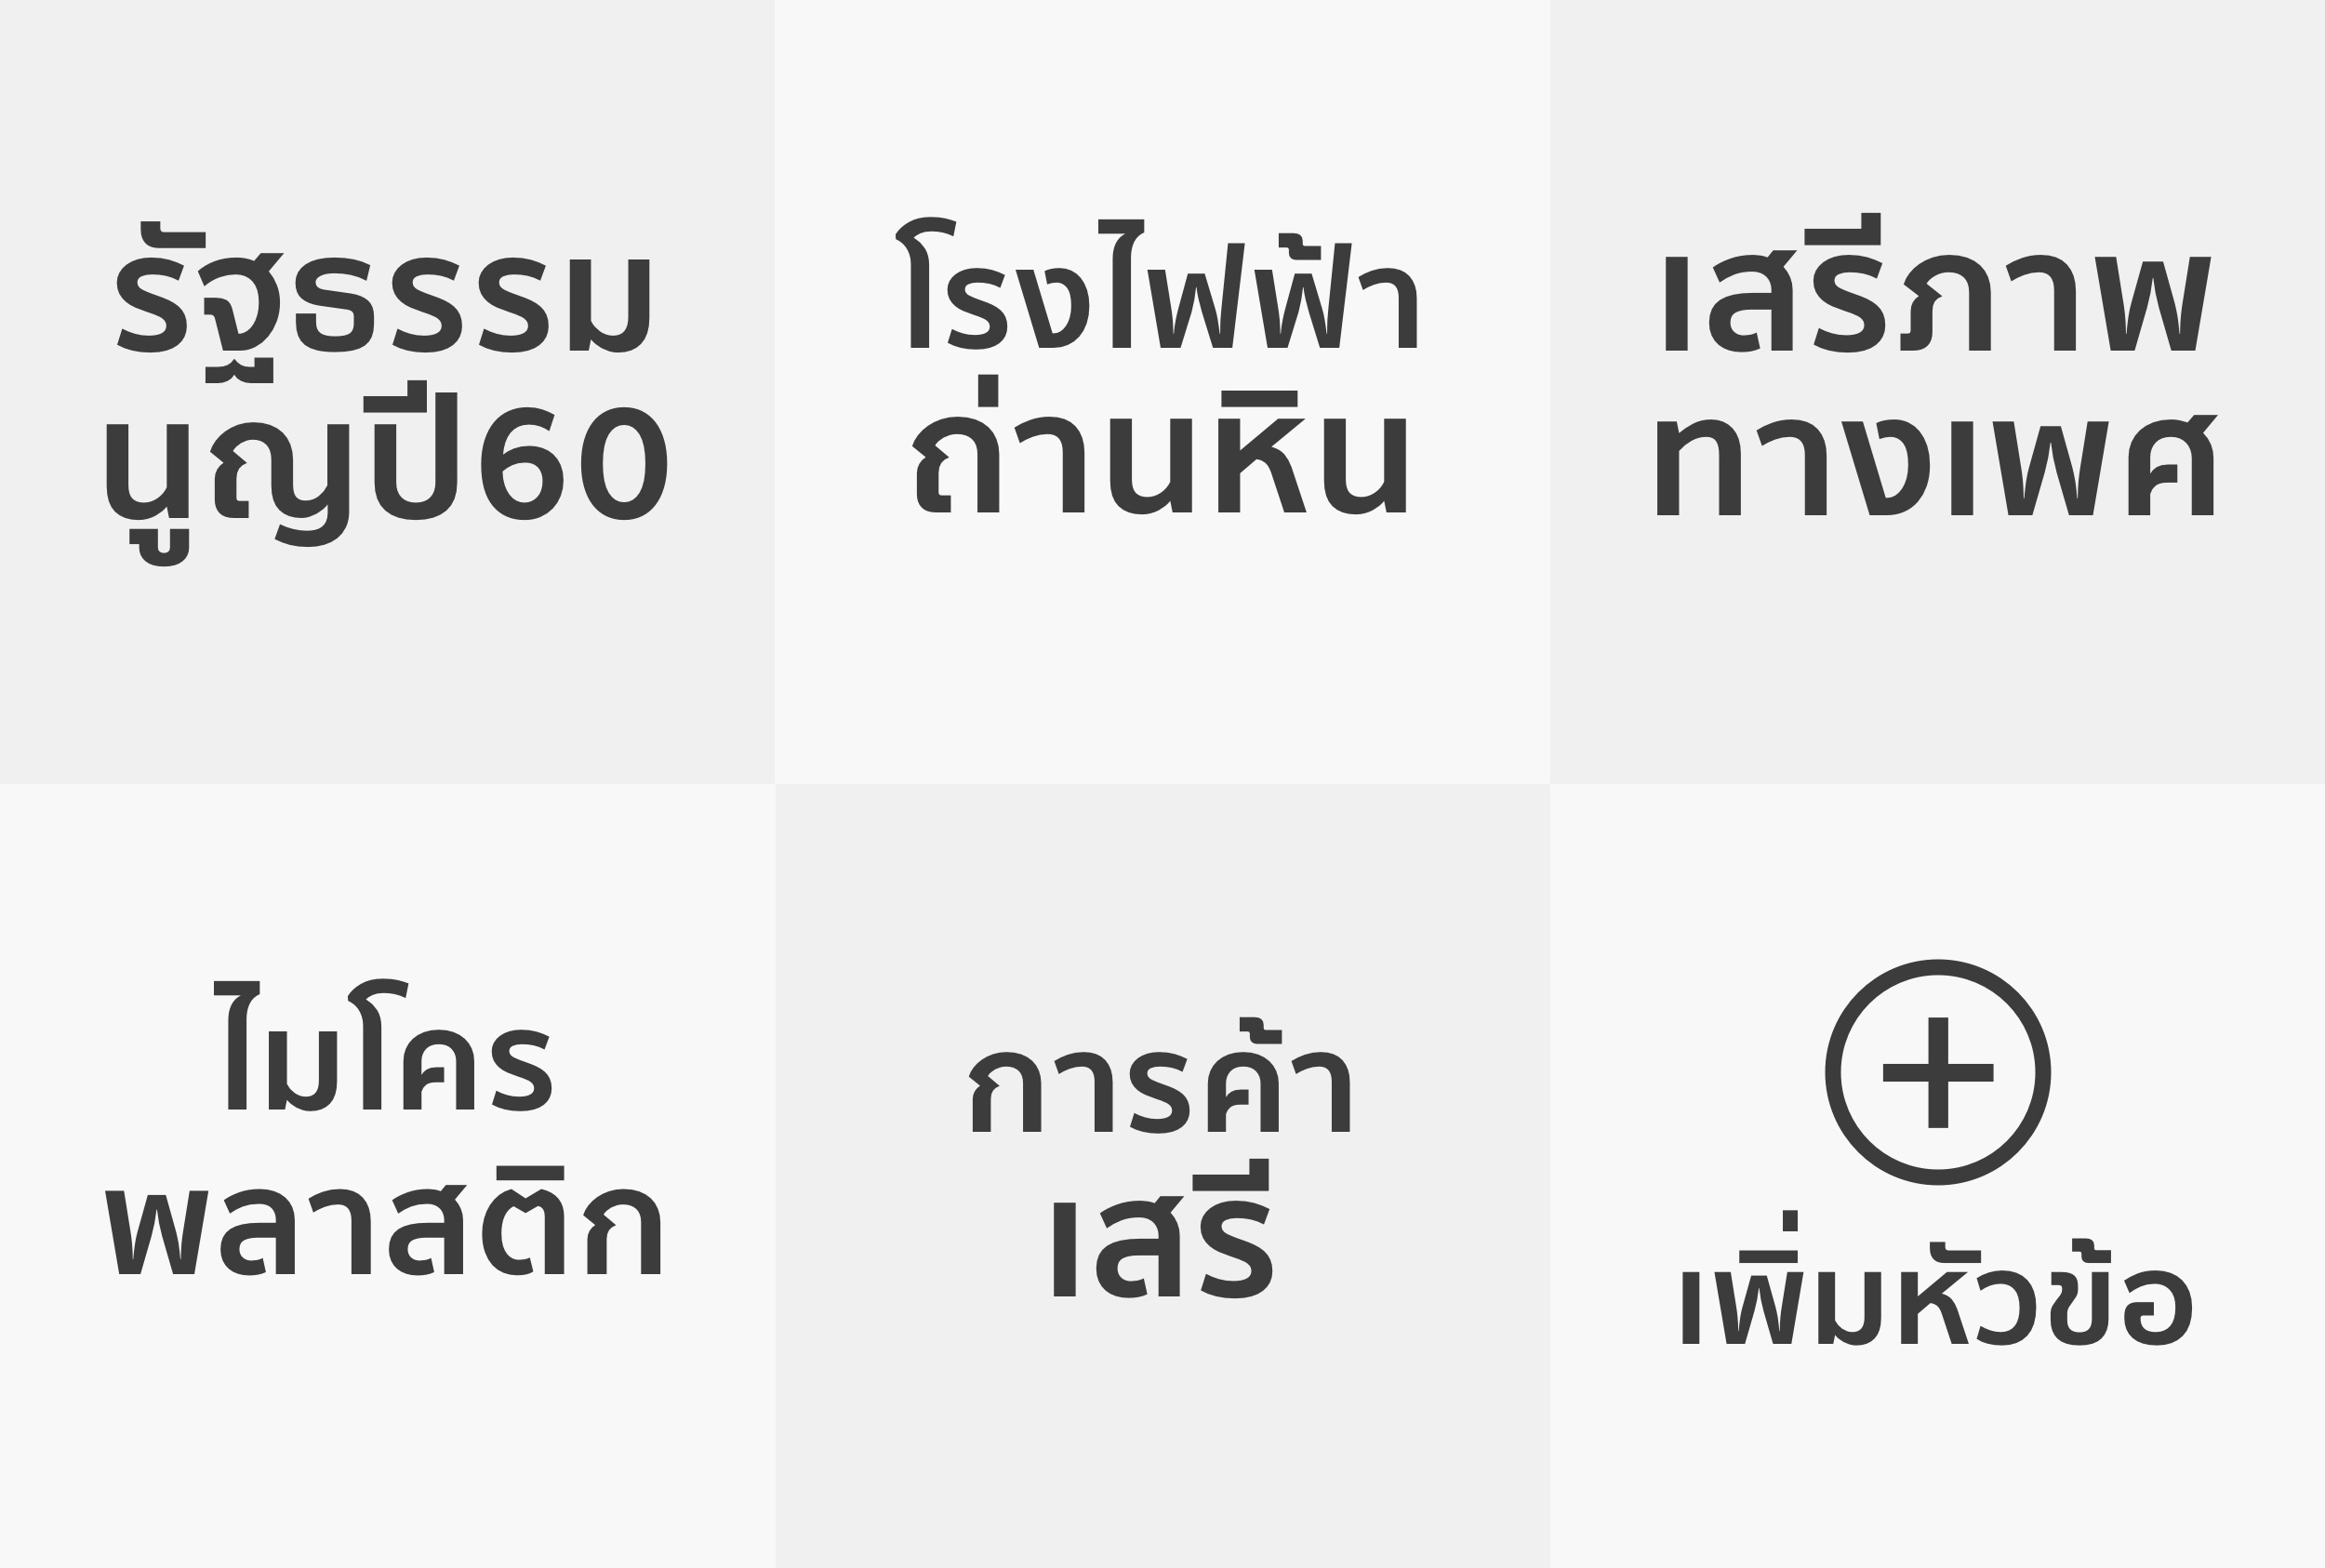 รัฐธรรม
นูญปี60
โรงไฟฟ้า
ถ่านหิน
เสรีภาพ
ทางเพศ
ไมโคร
พลาสติก
การค้า
เสรี
เพิ่มหัวข้อ